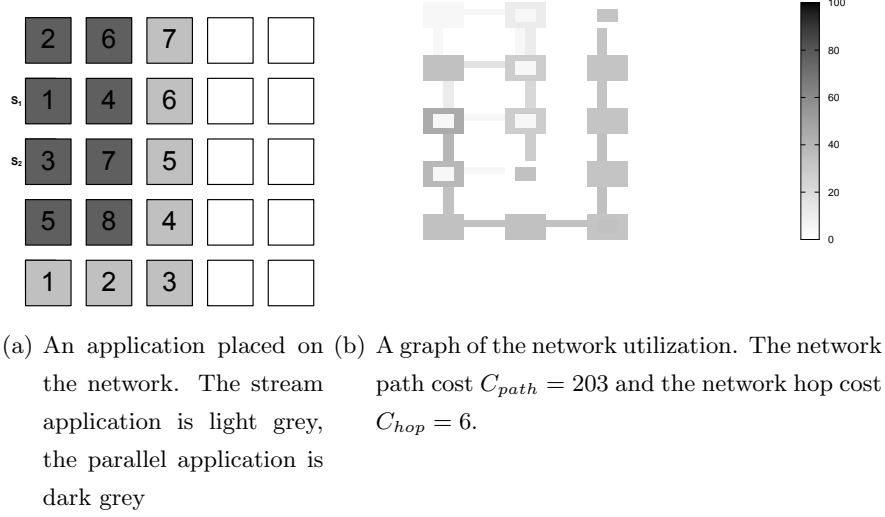 2 6 7
S1 1 4 6
S2 3 7 5
5 8 4
1 2 3
100
80
60
40
20
0
(a) An application placed on
the network. The stream
application is light grey,
the parallel application is
dark grey
(b) A graph of the network utilization. The network
path cost C_path = 203 and the network hop cost
C_hop = 6.